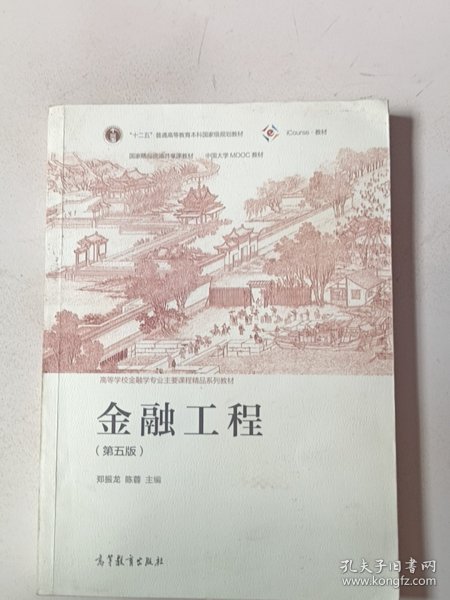 “十二五”普通高等教育本科国家级规划教材
iCourse·教材
国家精品资源共享课教材 中国大学MOOC教材
高等学校金融学专业主要课程精品系列教材
金融工程
(第五版)
郑振龙 陈蓉 主编
高等教育出版社
孔夫子旧书网
www.kongfz.com